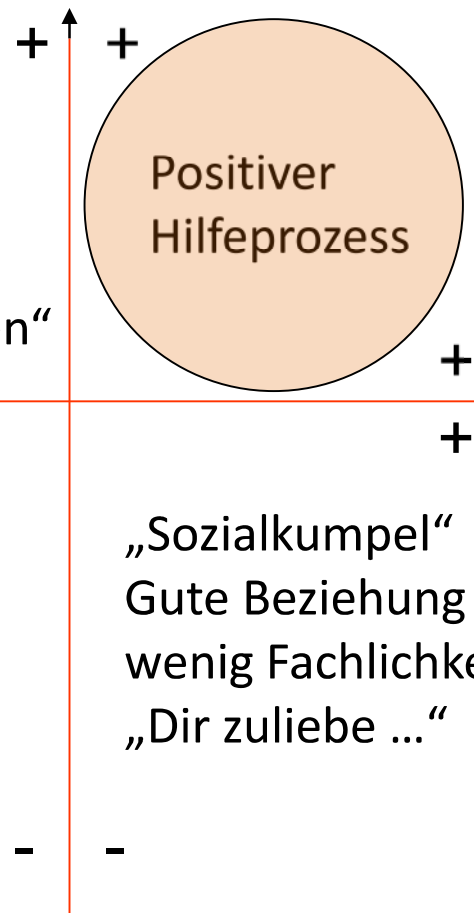 + +
Positiver
Hilfeprozess
n“
+
+
„Sozialkumpel“
Gute Beziehung
wenig Fachlichke
„Dir zuliebe ...“
- -